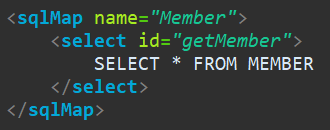 <sqlMap name="Member">
    <select id="getMember">
        SELECT * FROM MEMBER
    </select>
</sqlMap>